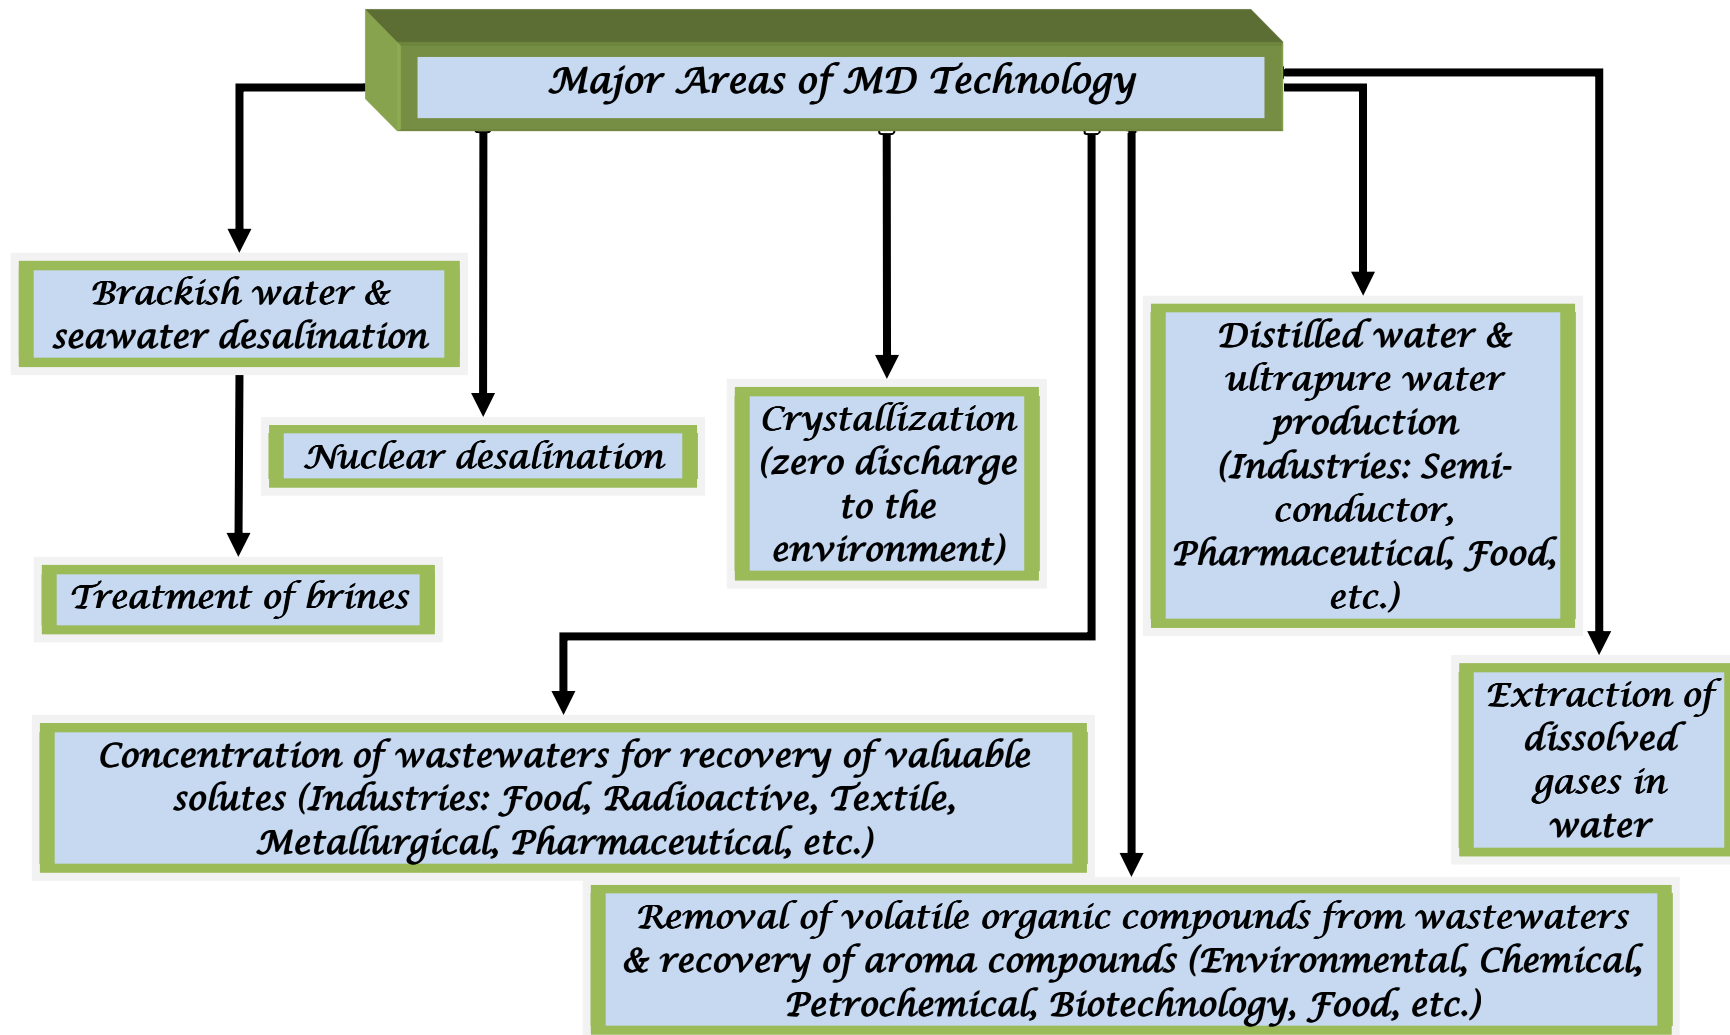 Major Areas of MD Technology
Brackish water &
seawater desalination
Nuclear desalination
Treatment of brines
Crystallization
(zero discharge
to the
environment)
Distilled water &
ultrapure water
production
(Industries: Semi-
conductor,
Pharmaceutical, Food,
etc.)
Extraction of
dissolved
gases in
water
Concentration of wastewaters for recovery of valuable
solutes (Industries: Food, Radioactive, Textile,
Metallurgical, Pharmaceutical, etc.)
Removal of volatile organic compounds from wastewaters
& recovery of aroma compounds (Environmental, Chemical,
Petrochemical, Biotechnology, Food, etc.)